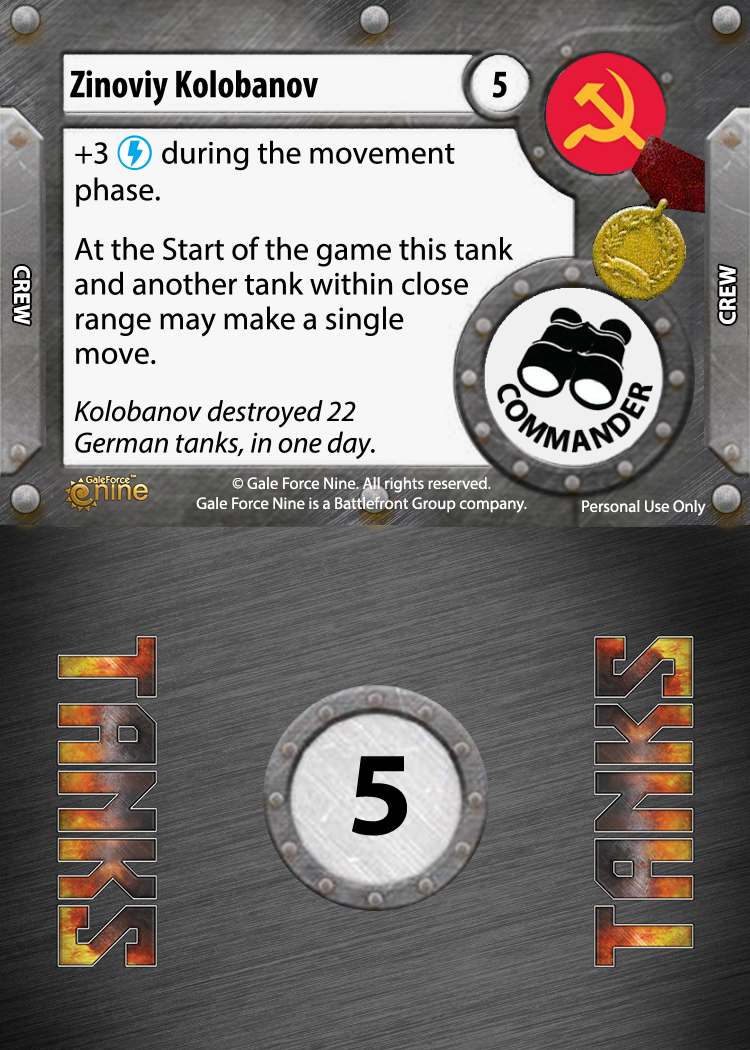 Zinoviy Kolobanov
5
+3 during the movement
phase.
At the Start of the game this tank
and another tank within close
range may make a single
move.
Kolobanov destroyed 22
German tanks, in one day.
CREW
CREW
COMMANDER
GaleForce™
nine
© Gale Force Nine. All rights reserved.
Gale Force Nine is a Battlefront Group company.
Personal Use Only
TANKS
5
TANKS